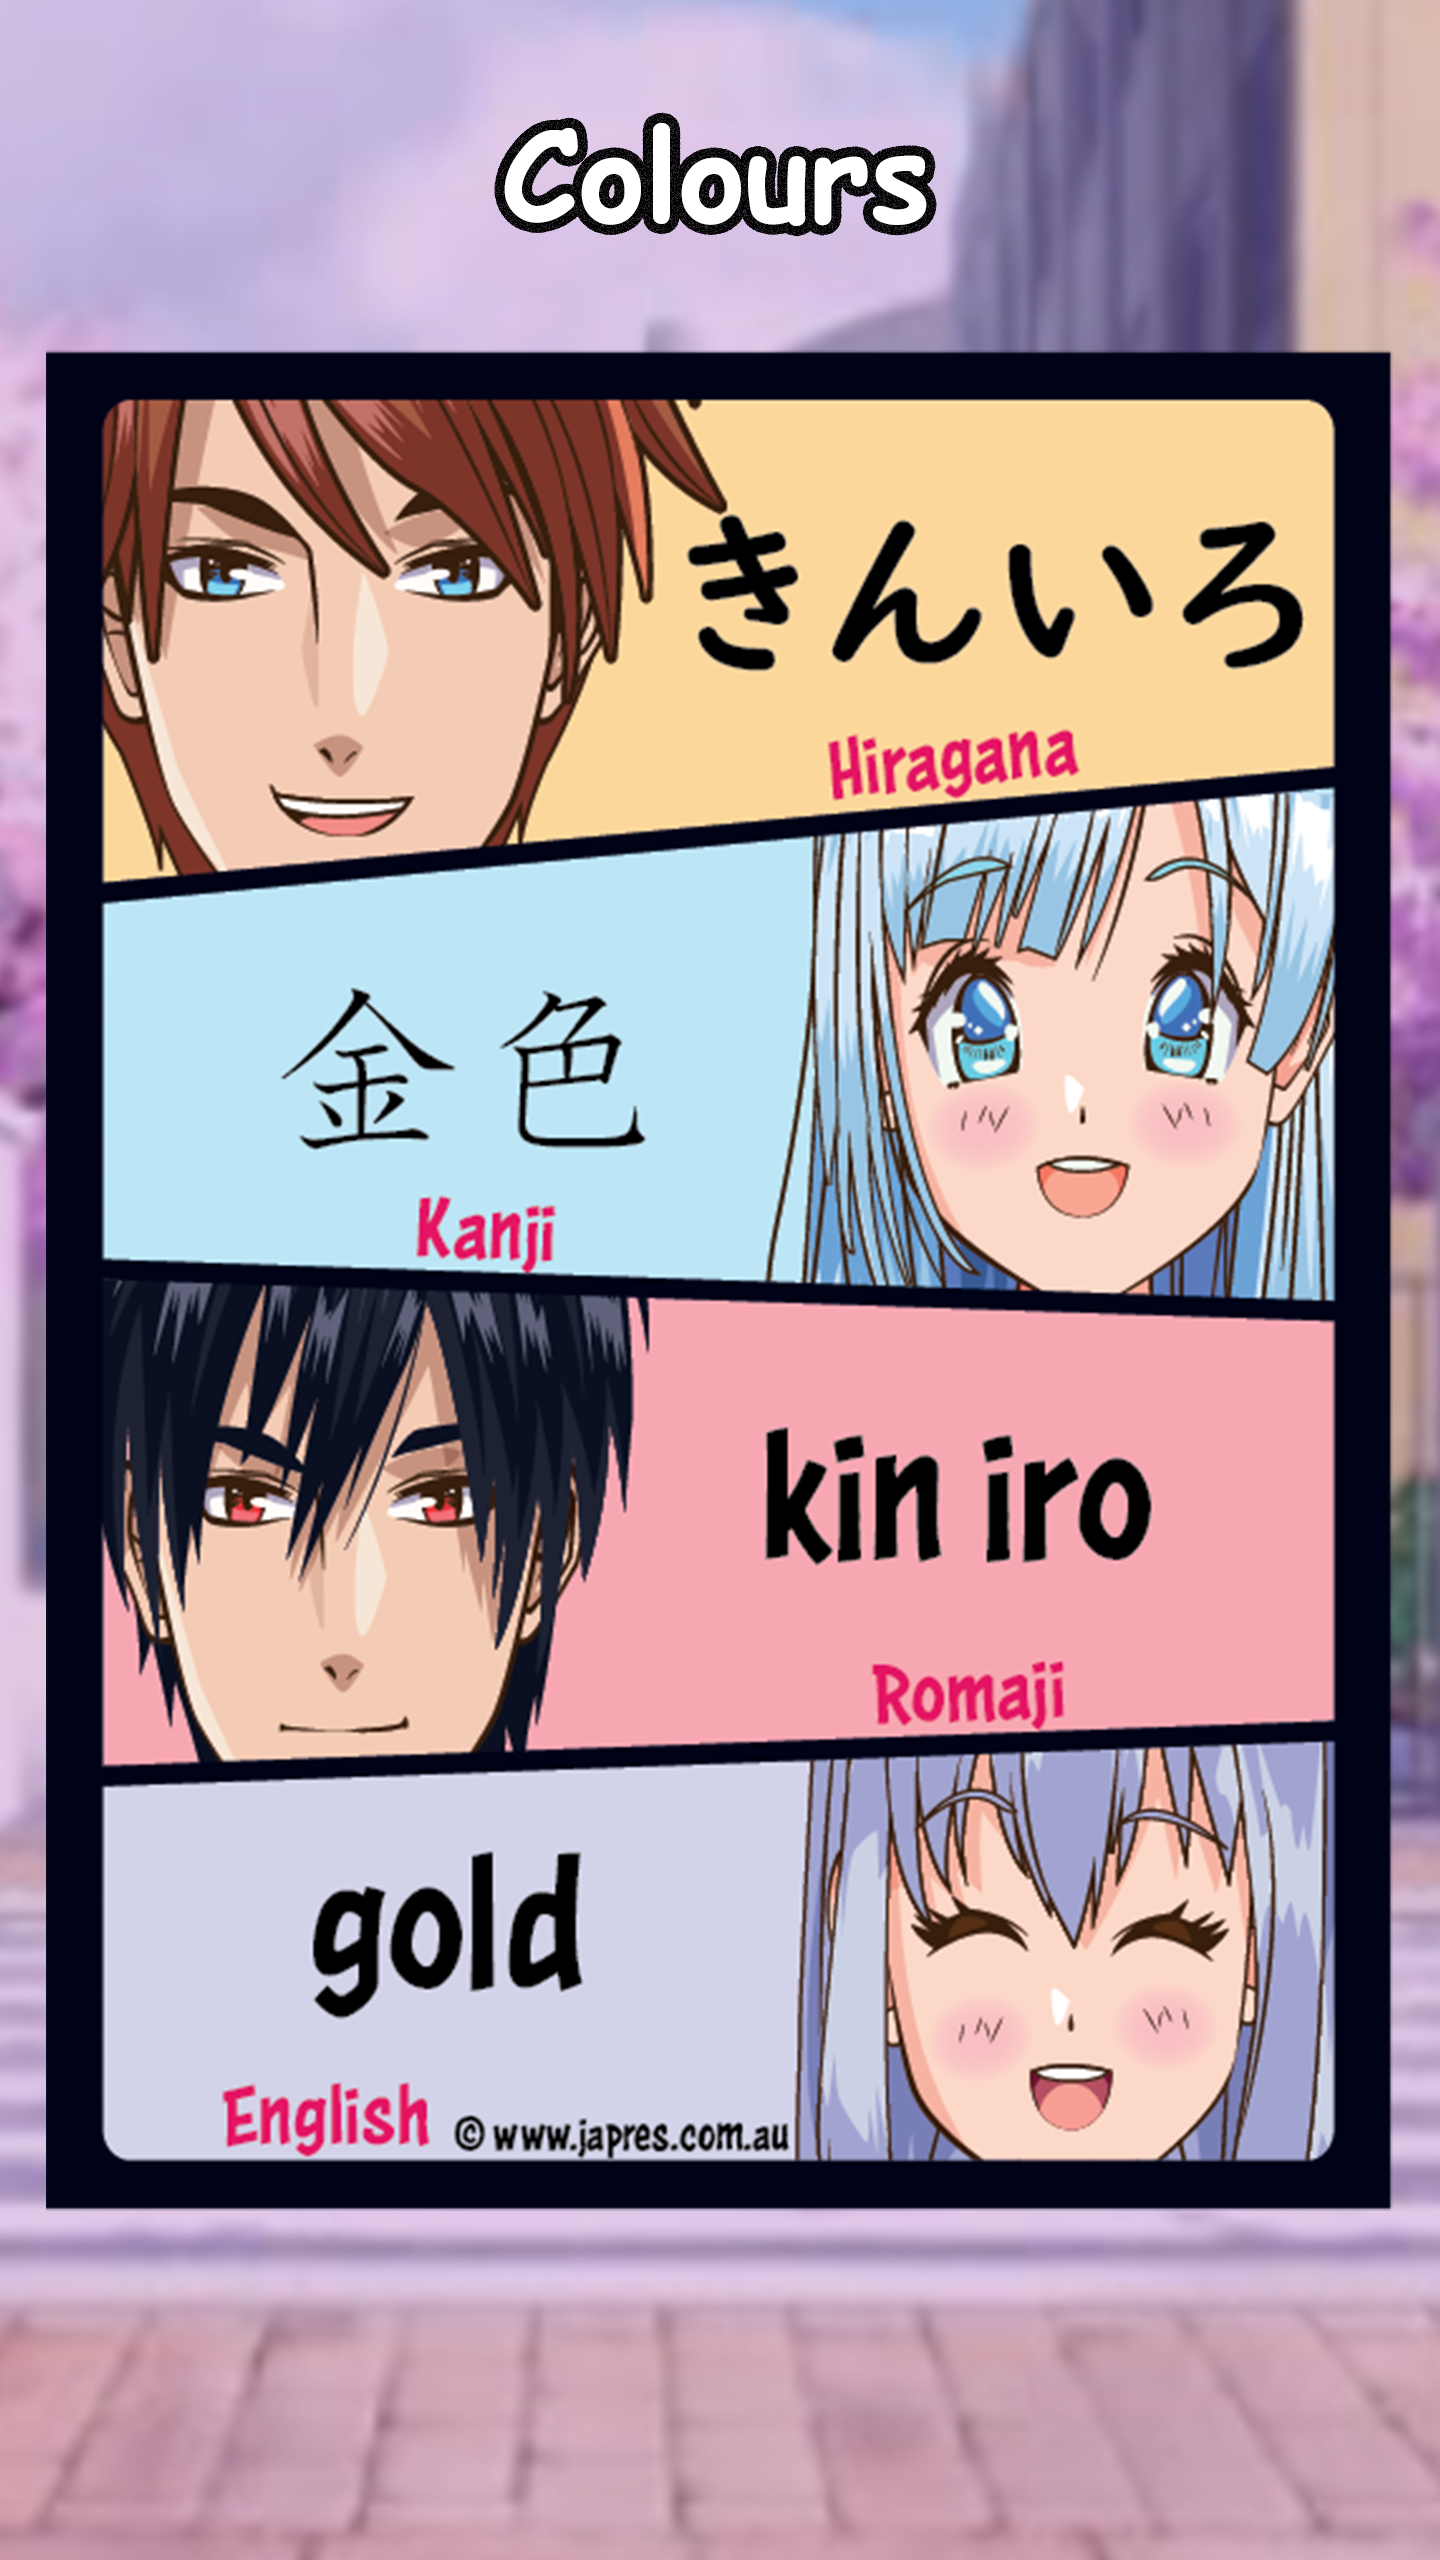 Colours
きんいろ
Hiragana
金色
Kanji
kin iro
Romaji
gold
English © www.japres.com.au